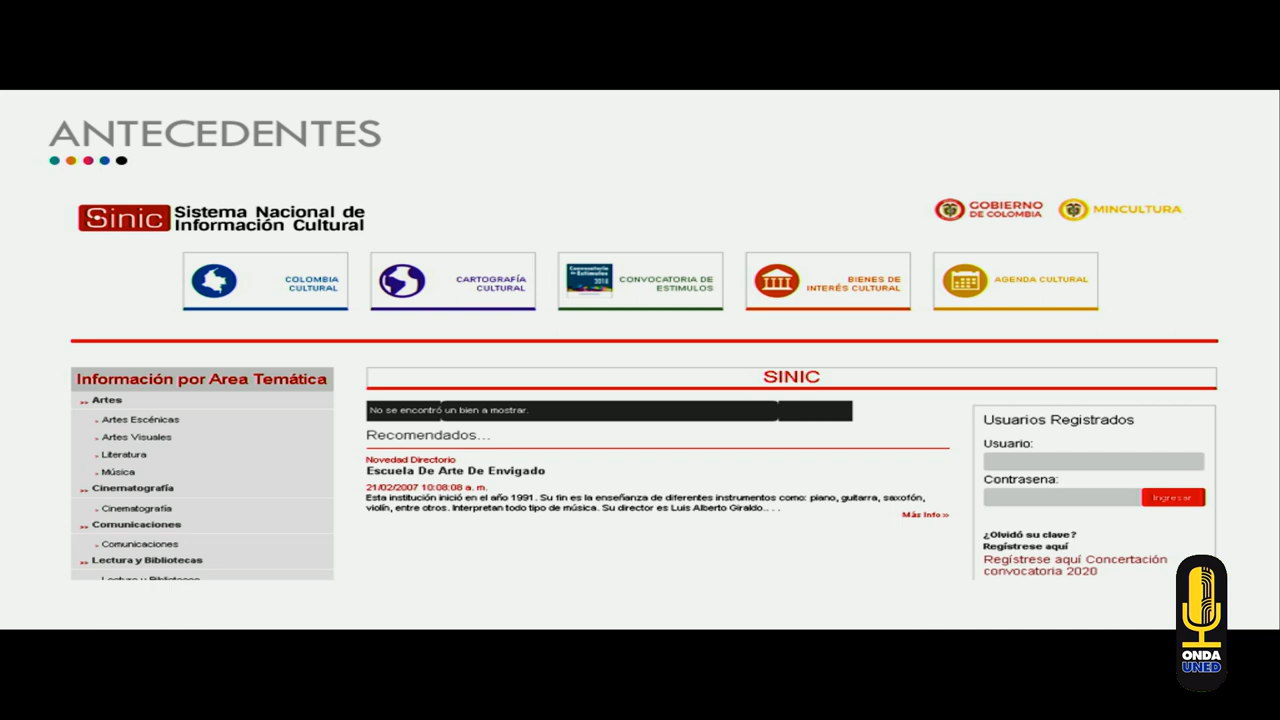 ANTECEDENTES
Sinic
Sistema Nacional de
Información Cultural
GOBIERNO
DE COLOMBIA
MINCULTURA
COLOMBIA
CULTURAL
CARTOGRAFÍA
CULTURAL
Convocatoria
de Estímulos
2018
CONVOCATORIA DE
ESTIMULOS
BIENES DE
INTERÉS CULTURAL
AGENDA CULTURAL
Información por Area Temática
>> Artes
Artes Escénicas
Artes Visuales
Literatura
Música
>> Cinematografía
Cinematografía
>> Comunicaciones
Comunicaciones
>> Lectura y Bibliotecas
Lectura y Bibliotecas
SINIC
No se encontró un bien a mostrar.
Recomendados...
Novedad Directorio
Escuela De Arte De Envigado
21/02/2007 10:08:08 a. m.
Esta institución inició en el año 1991. Su fin es la enseñanza de diferentes instrumentos como: piano, guitarra, saxofón,
violín, entre otros. Interpretan todo tipo de música. Su director es Luis Alberto Giraldo.. . .
Más Info »
Usuarios Registrados
Usuario:
Contrasena:
Ingresar
¿Olvidó su clave?
Regístrese aquí
Regístrese aquí Concertación
convocatoria 2020
ONDA
UNED